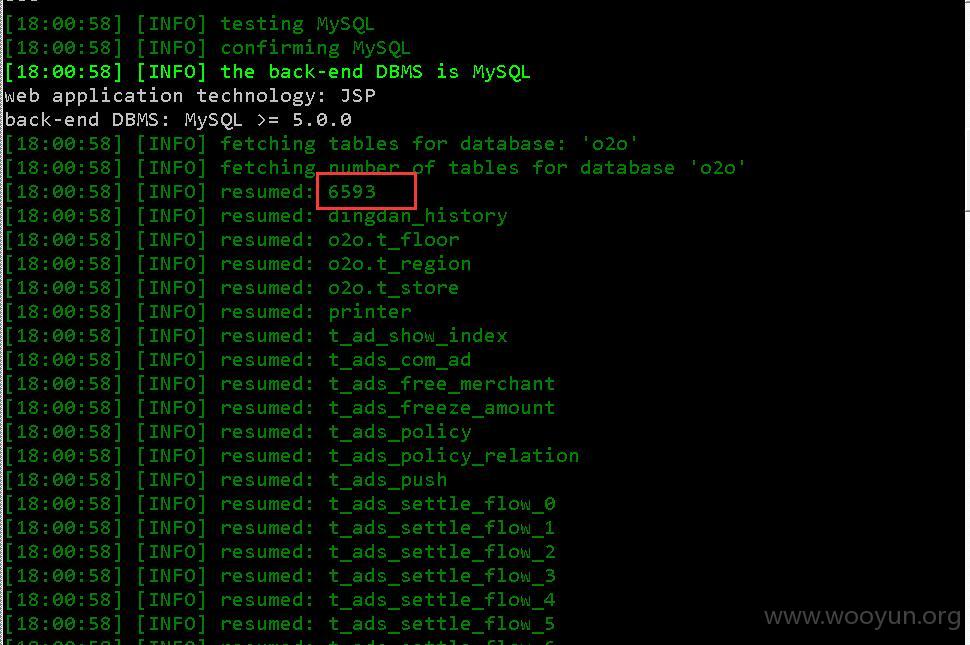 [18:00:58] [INFO] testing MySQL
[18:00:58] [INFO] confirming MySQL
[18:00:58] [INFO] the back-end DBMS is MySQL
web application technology: JSP
back-end DBMS: MySQL >= 5.0.0
[18:00:58] [INFO] fetching tables for database: 'o2o'
[18:00:58] [INFO] fetching number of tables for database 'o2o'
[18:00:58] [INFO] resumed: 6593
[18:00:58] [INFO] resumed: dingdan_history
[18:00:58] [INFO] resumed: o2o.t_floor
[18:00:58] [INFO] resumed: o2o.t_region
[18:00:58] [INFO] resumed: o2o.t_store
[18:00:58] [INFO] resumed: printer
[18:00:58] [INFO] resumed: t_ad_show_index
[18:00:58] [INFO] resumed: t_ads_com_ad
[18:00:58] [INFO] resumed: t_ads_free_merchant
[18:00:58] [INFO] resumed: t_ads_freeze_amount
[18:00:58] [INFO] resumed: t_ads_policy
[18:00:58] [INFO] resumed: t_ads_policy_relation
[18:00:58] [INFO] resumed: t_ads_push
[18:00:58] [INFO] resumed: t_ads_settle_flow_0
[18:00:58] [INFO] resumed: t_ads_settle_flow_1
[18:00:58] [INFO] resumed: t_ads_settle_flow_2
[18:00:58] [INFO] resumed: t_ads_settle_flow_3
[18:00:58] [INFO] resumed: t_ads_settle_flow_4
[18:00:58] [INFO] resumed: t_ads_settle_flow_5
www.wooyun.org